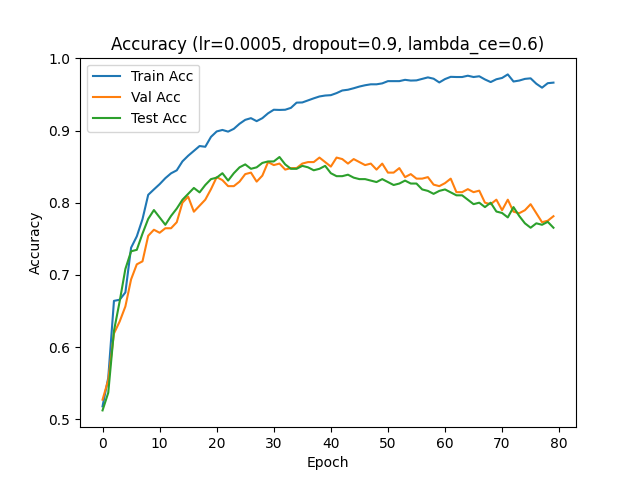 Accuracy (lr=0.0005, dropout=0.9, lambda_ce=0.6)
Train Acc
Val Acc
Test Acc
Accuracy
1.0
0.9
0.8
0.7
0.6
0.5
0 10 20 30 40 50 60 70 80
Epoch